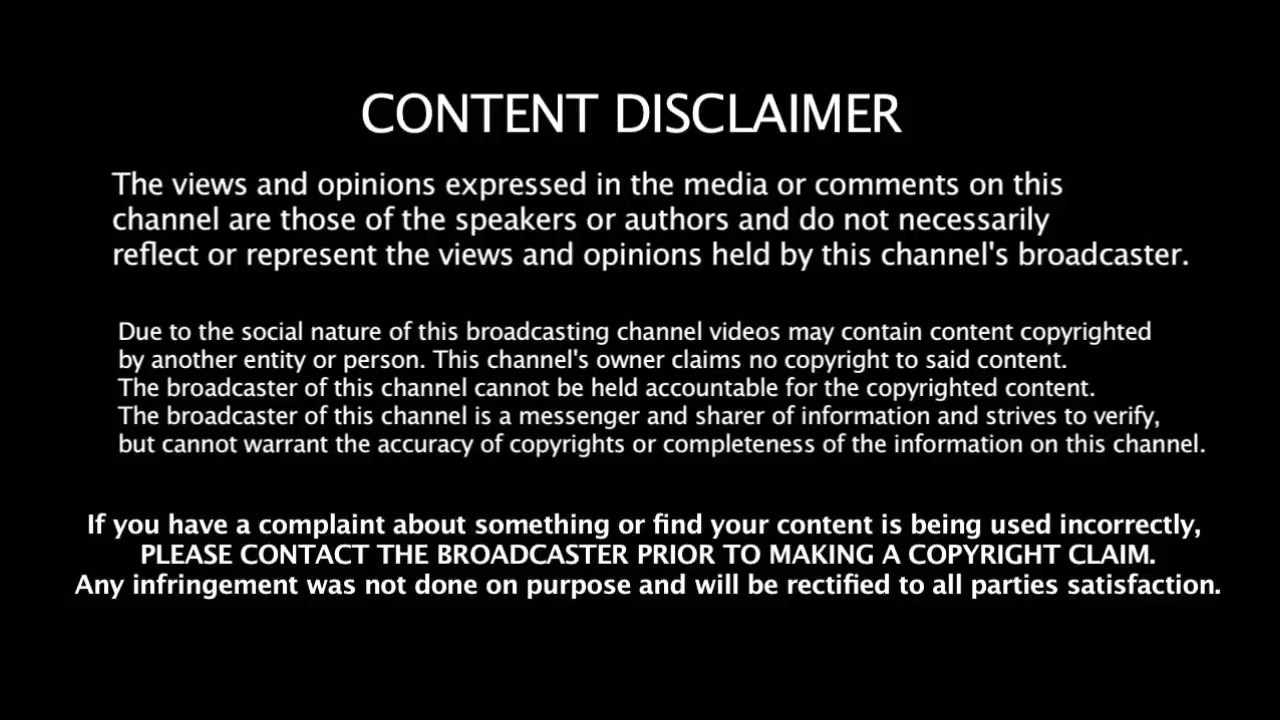 CONTENT DISCLAIMER
The views and opinions expressed in the media or comments on this
channel are those of the speakers or authors and do not necessarily
reflect or represent the views and opinions held by this channel's broadcaster.
Due to the social nature of this broadcasting channel videos may contain content copyrighted
by another entity or person. This channel's owner claims no copyright to said content.
The broadcaster of this channel cannot be held accountable for the copyrighted content.
The broadcaster of this channel is a messenger and sharer of information and strives to verify,
but cannot warrant the accuracy of copyrights or completeness of the information on this channel.
If you have a complaint about something or find your content is being used incorrectly,
PLEASE CONTACT THE BROADCASTER PRIOR TO MAKING A COPYRIGHT CLAIM.
Any infringement was not done on purpose and will be rectified to all parties satisfaction.